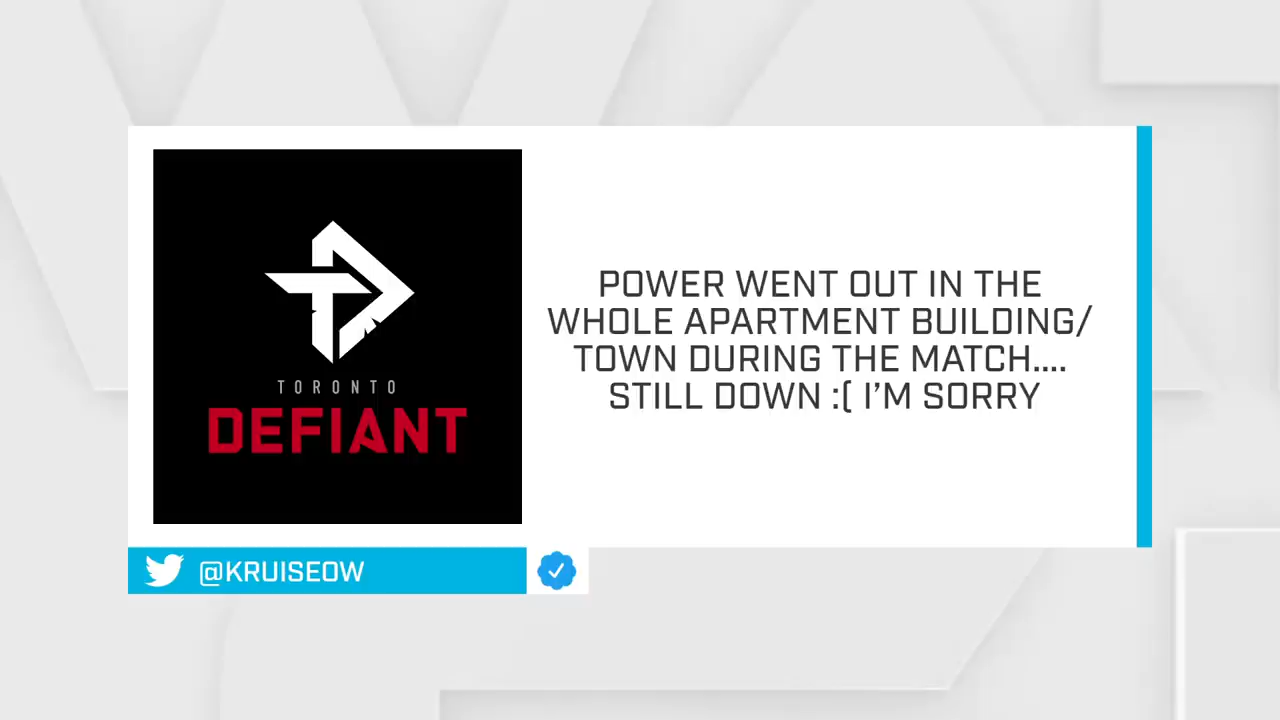 TORONTO
DEFIANT
POWER WENT OUT IN THE
WHOLE APARTMENT BUILDING/
TOWN DURING THE MATCH....
STILL DOWN :( I'M SORRY
@KRUISEOW